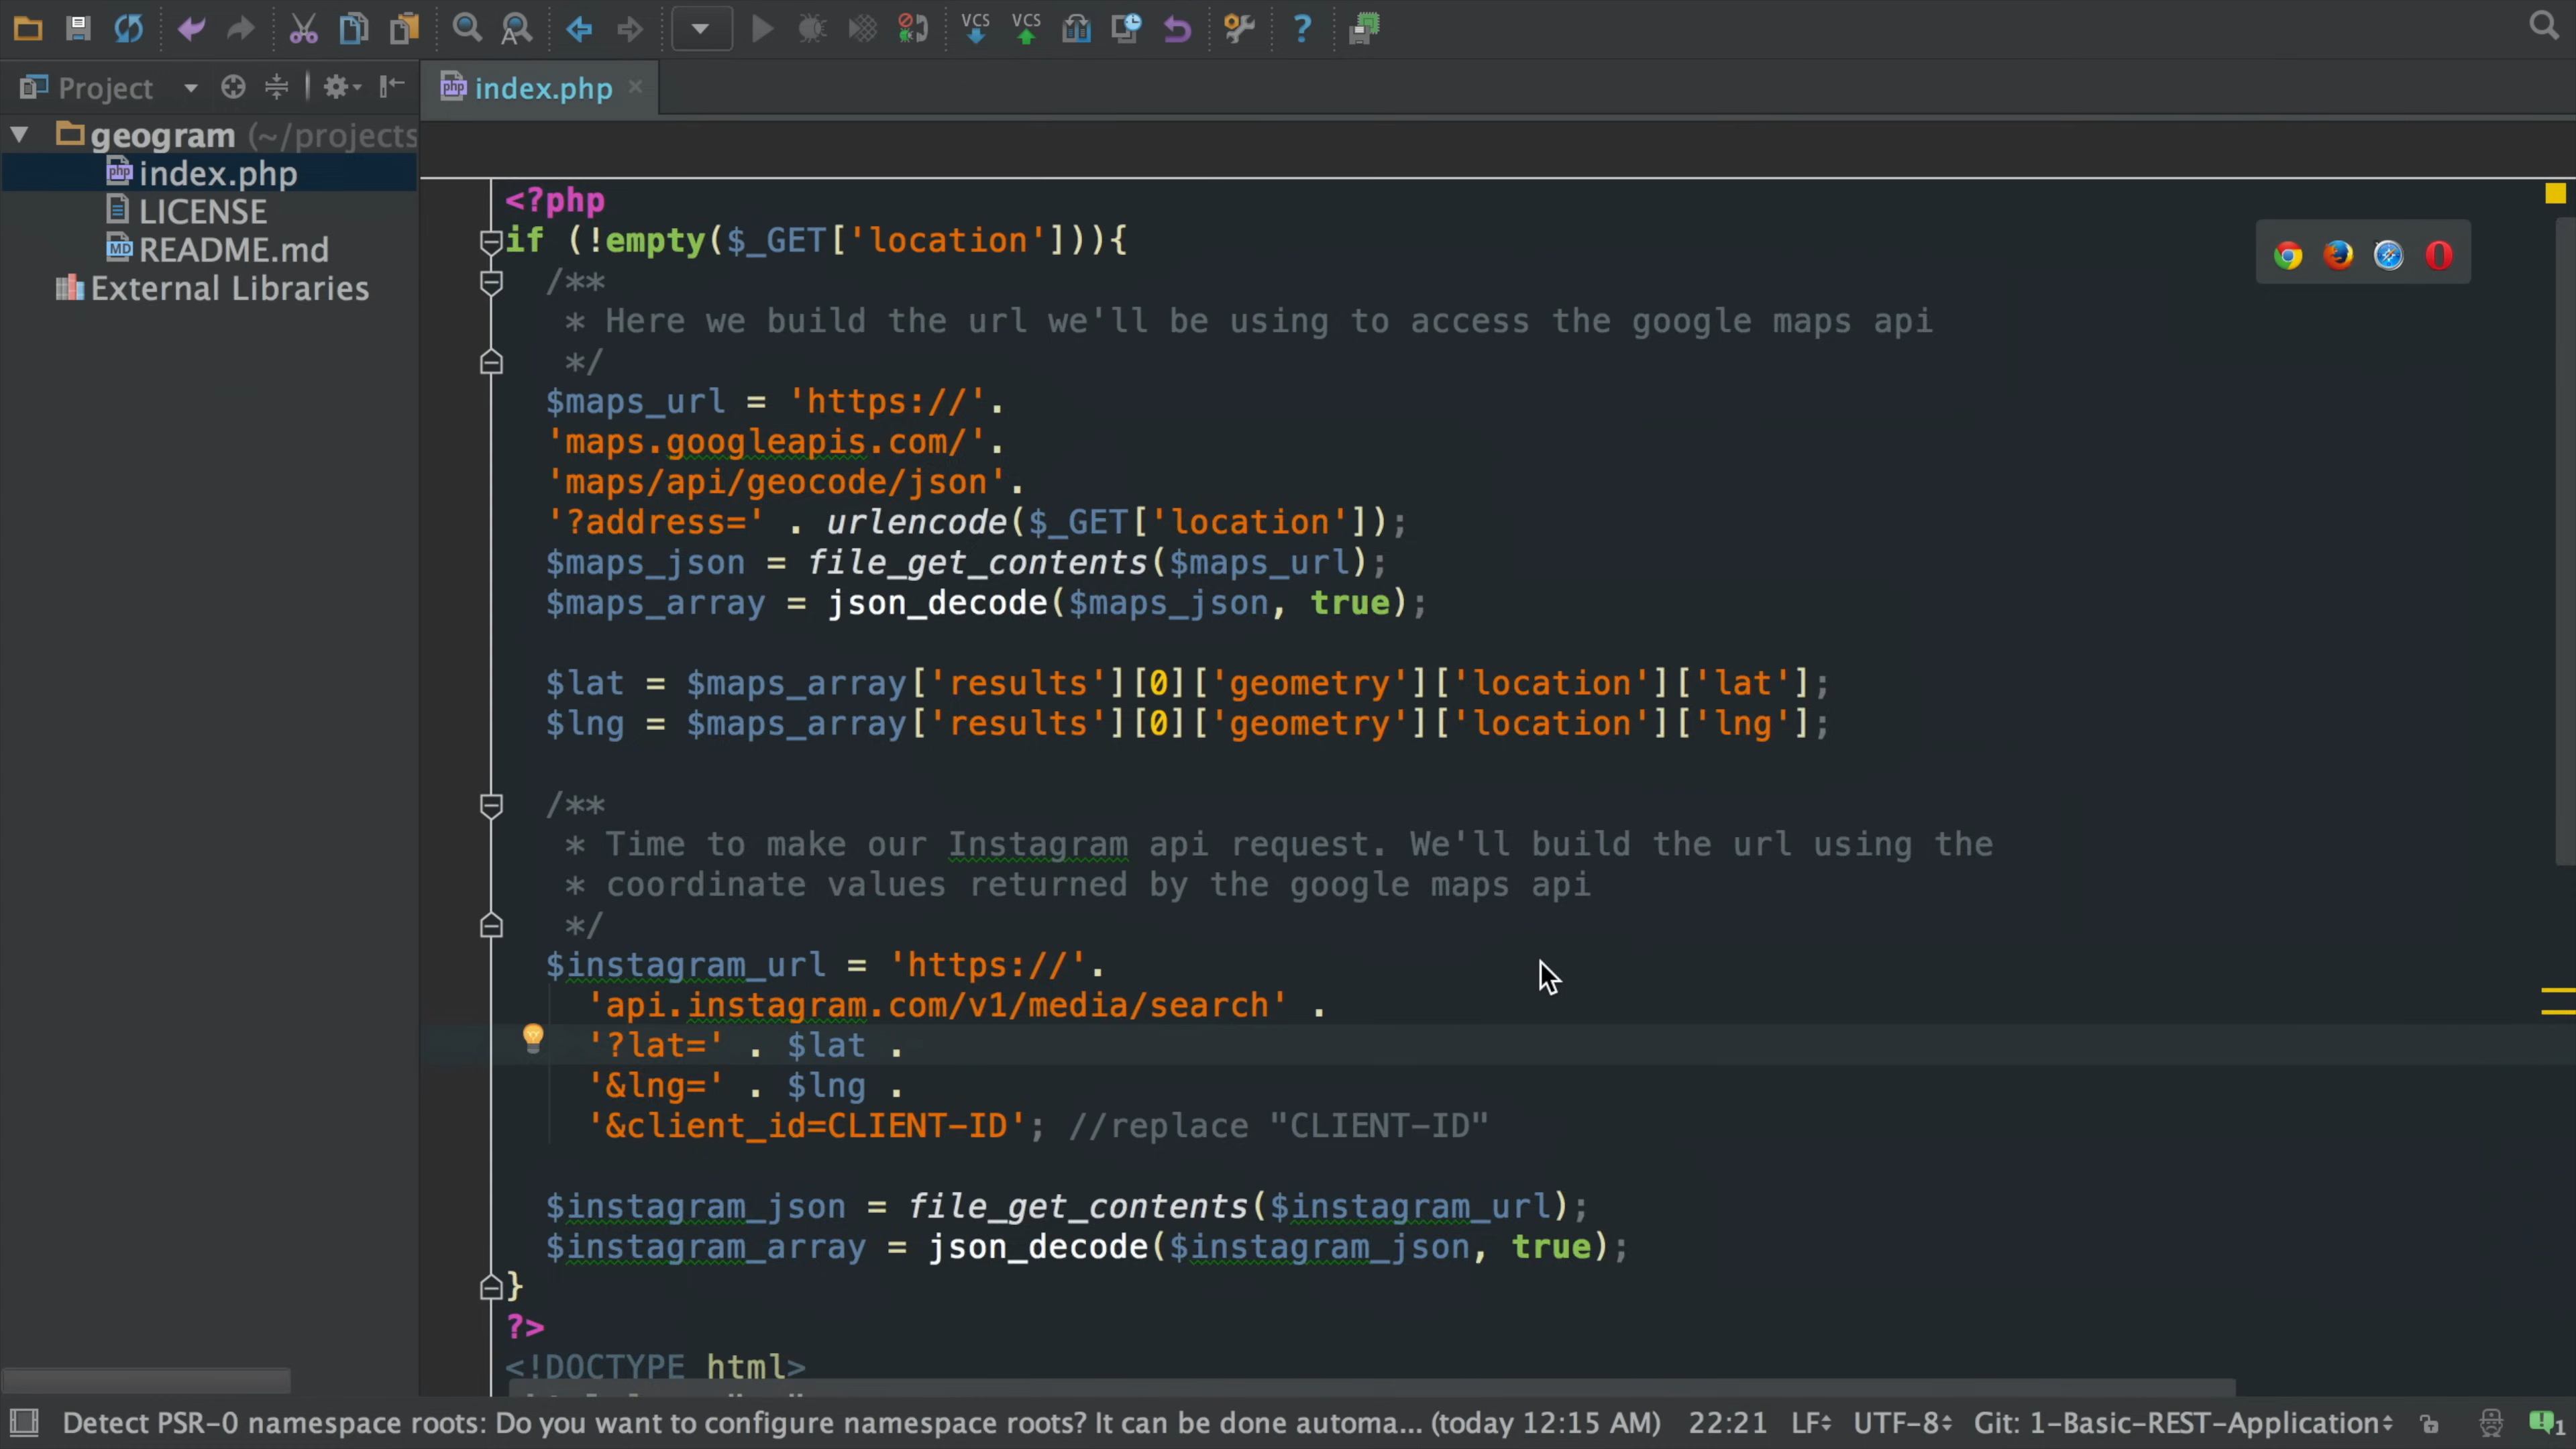 VCS VCS
Project
index.php
geogram (~/projects
index.php
LICENSE
README.md
External Libraries
<?php
if (!empty($_GET['location'])){
/**
* Here we build the url we'll be using to access the google maps api
*/
$maps_url = 'https://'.
'maps.googleapis.com/'.
'maps/api/geocode/json'.
'?address=' . urlencode($_GET['location']);
$maps_json = file_get_contents($maps_url);
$maps_array = json_decode($maps_json, true);
$lat = $maps_array['results'][0]['geometry']['location']['lat'];
$lng = $maps_array['results'][0]['geometry']['location']['lng'];
/**
* Time to make our Instagram api request. We'll build the url using the
* coordinate values returned by the google maps api
*/
$instagram_url = 'https://'.
'api.instagram.com/v1/media/search' .
'?lat=' . $lat .
'&lng=' . $lng .
'&client_id=CLIENT-ID'; //replace "CLIENT-ID"
$instagram_json = file_get_contents($instagram_url);
$instagram_array = json_decode($instagram_json, true);
}
?>
<!DOCTYPE html>
Detect PSR-0 namespace roots: Do you want to configure namespace roots? It can be done automa... (today 12:15 AM) 22:21 LF UTF-8 Git: 1-Basic-REST-Application 1